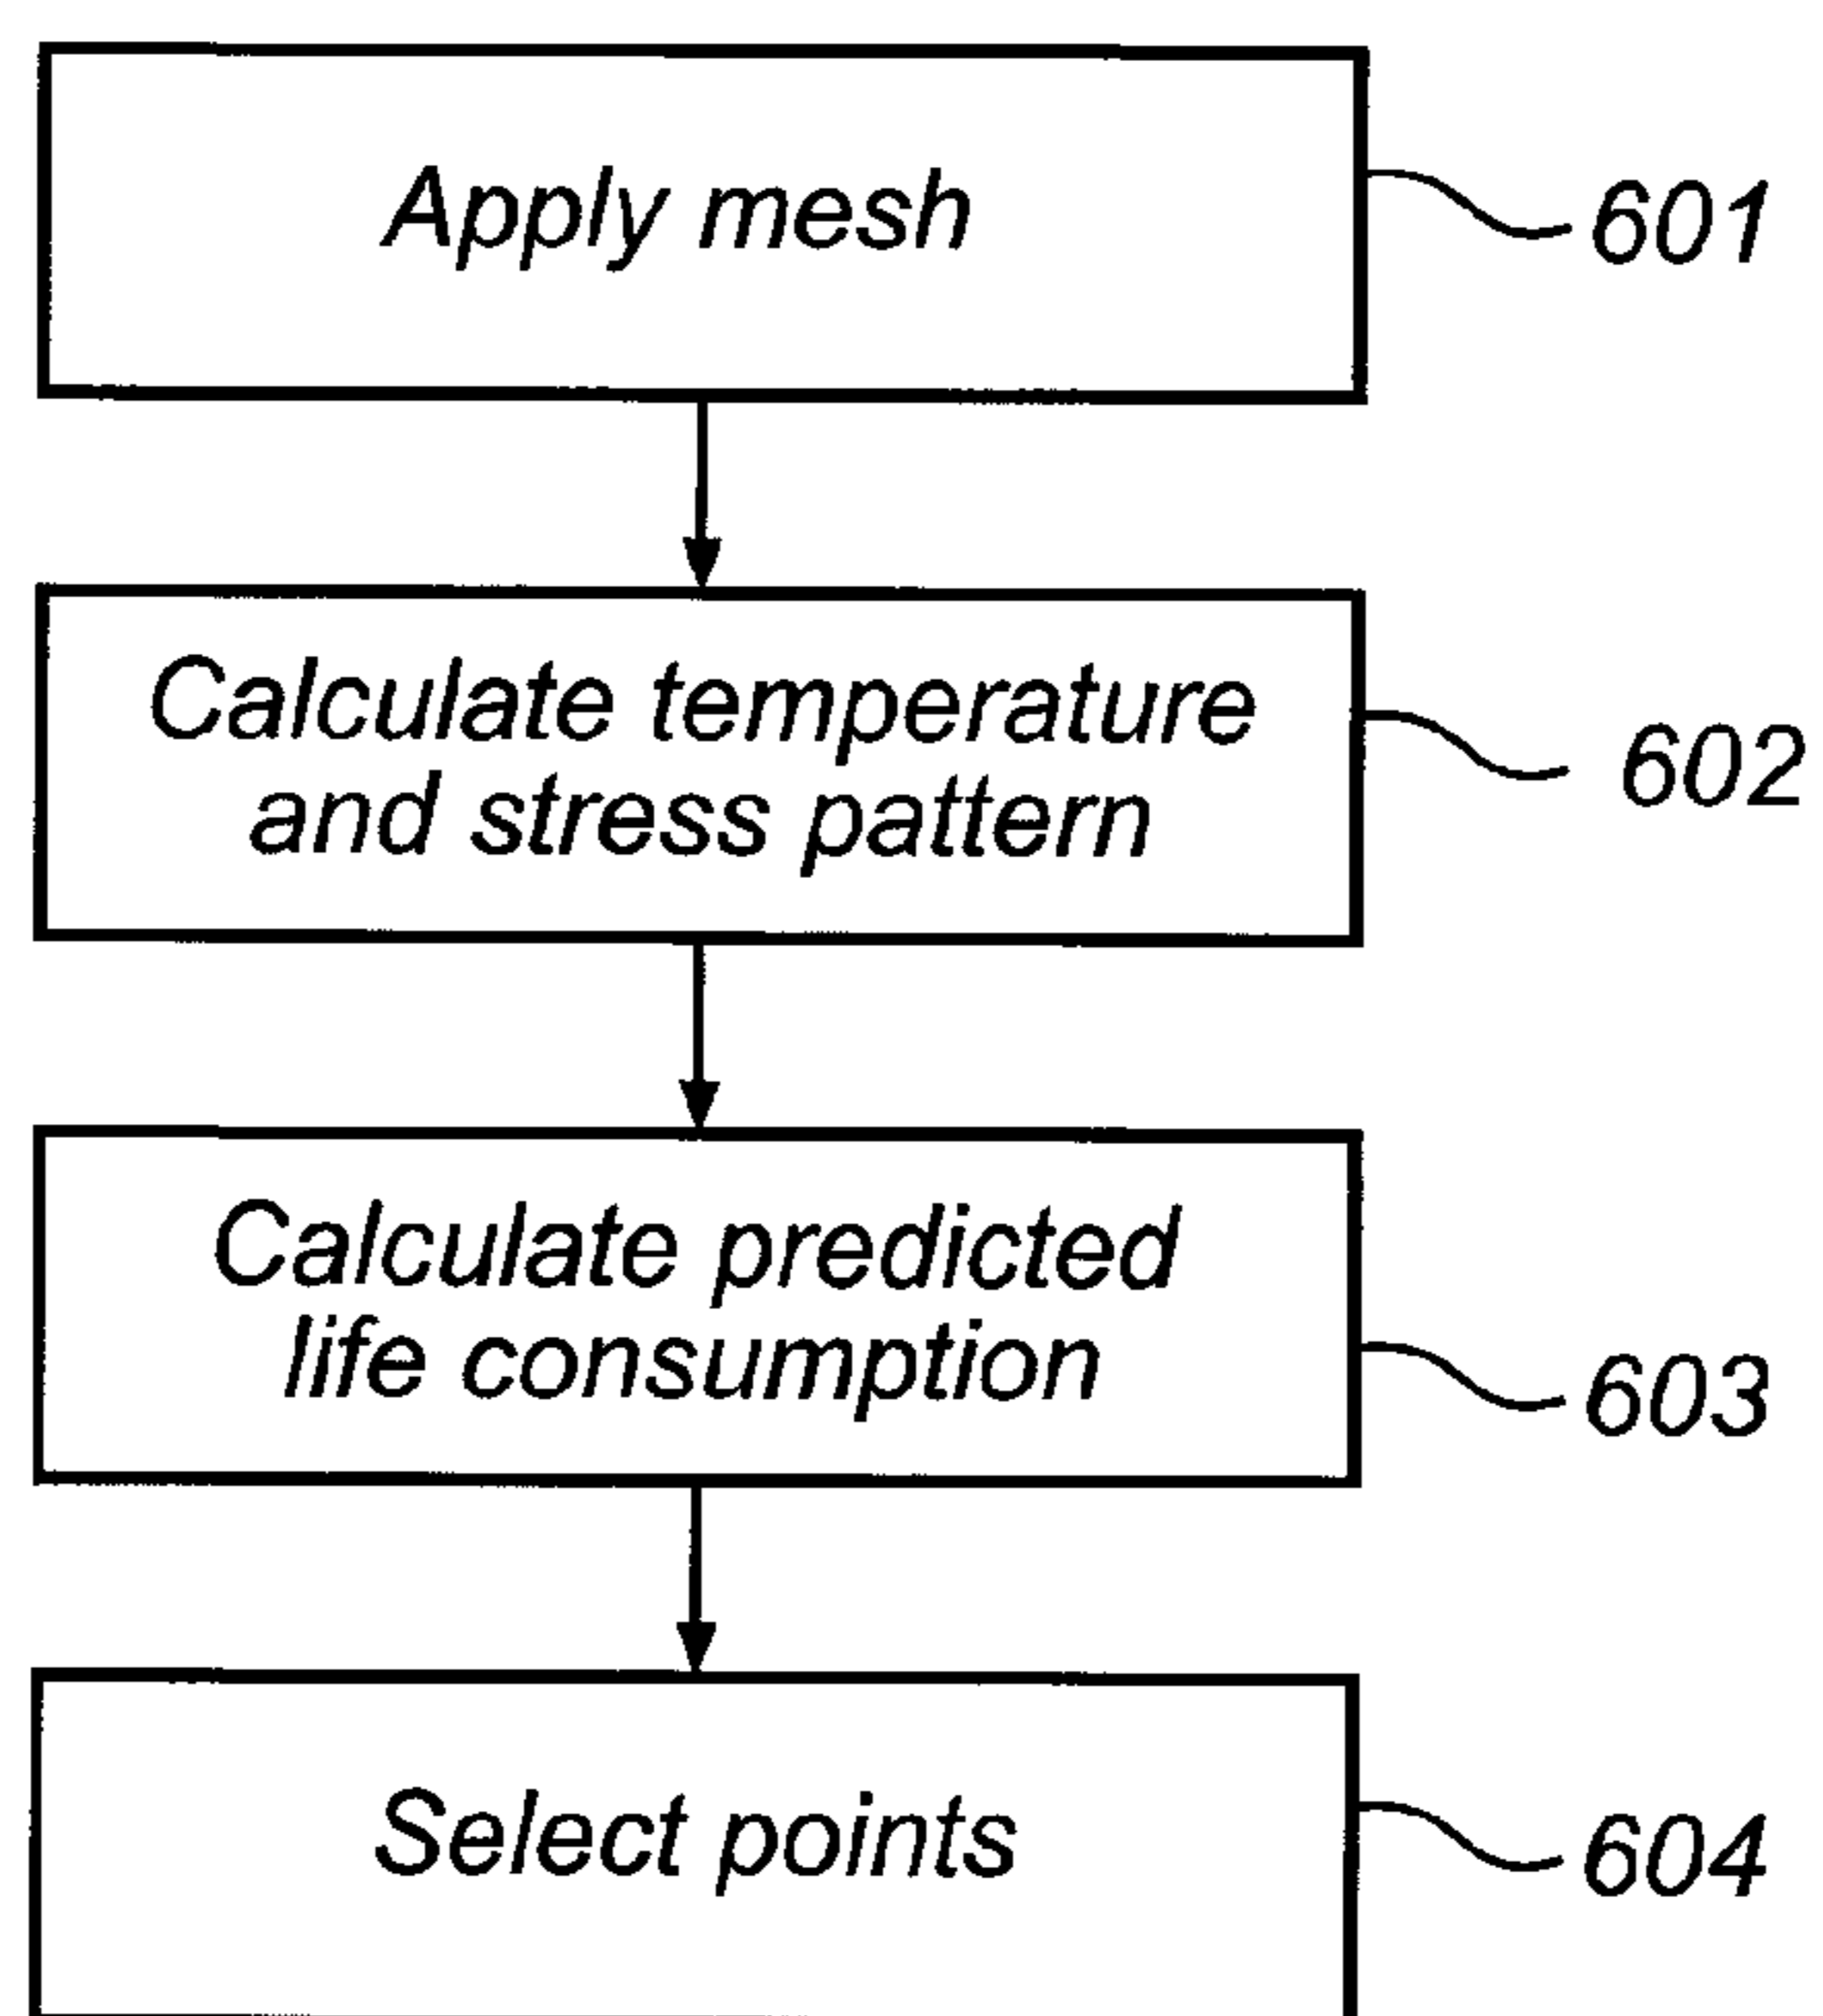 Apply mesh
601
Calculate temperature
and stress pattern
602
Calculate predicted
life consumption
603
Select points
604